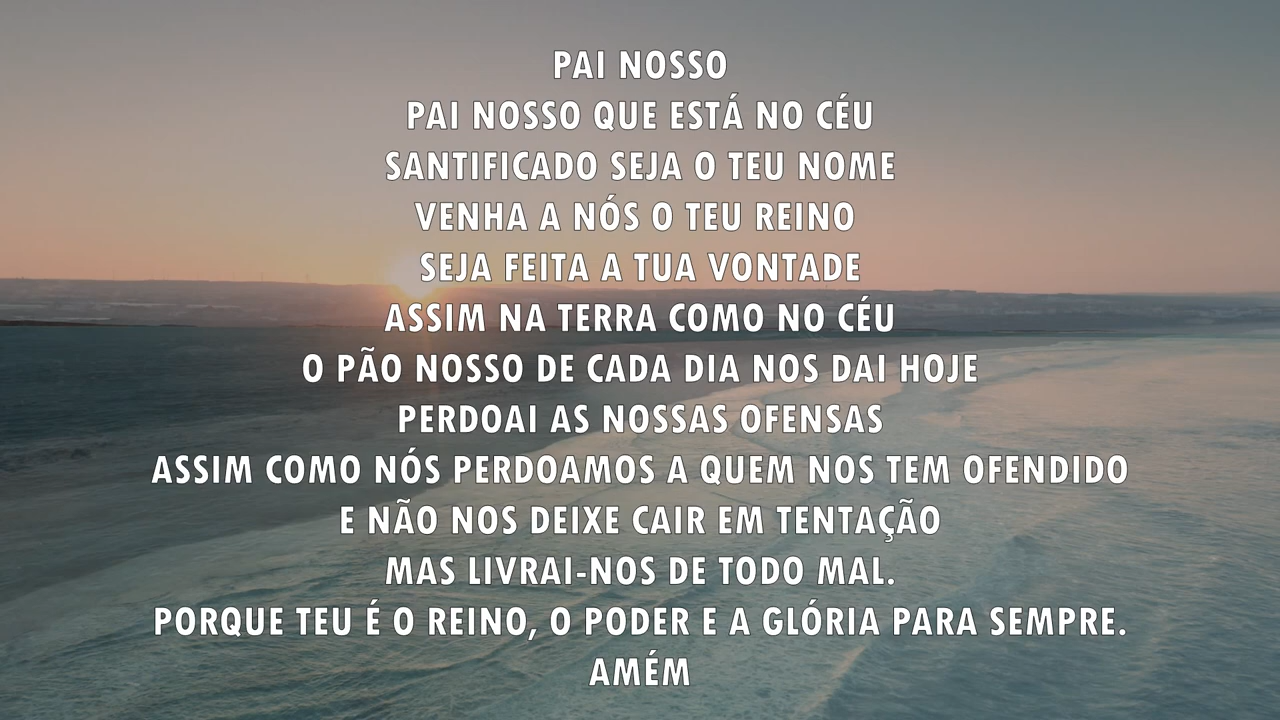 PAI NOSSO
PAI NOSSO QUE ESTÁ NO CÉU
SANTIFICADO SEJA O TEU NOME
VENHA A NÓS O TEU REINO
SEJA FEITA A TUA VONTADE
ASSIM NA TERRA COMO NO CÉU
O PÃO NOSSO DE CADA DIA NOS DAI HOJE
PERDOAI AS NOSSAS OFENSAS
ASSIM COMO NÓS PERDOAMOS A QUEM NOS TEM OFENDIDO
E NÃO NOS DEIXE CAIR EM TENTAÇÃO
MAS LIVRAI-NOS DE TODO MAL.
PORQUE TEU É O REINO, O PODER E A GLÓRIA PARA SEMPRE.
AMÉM